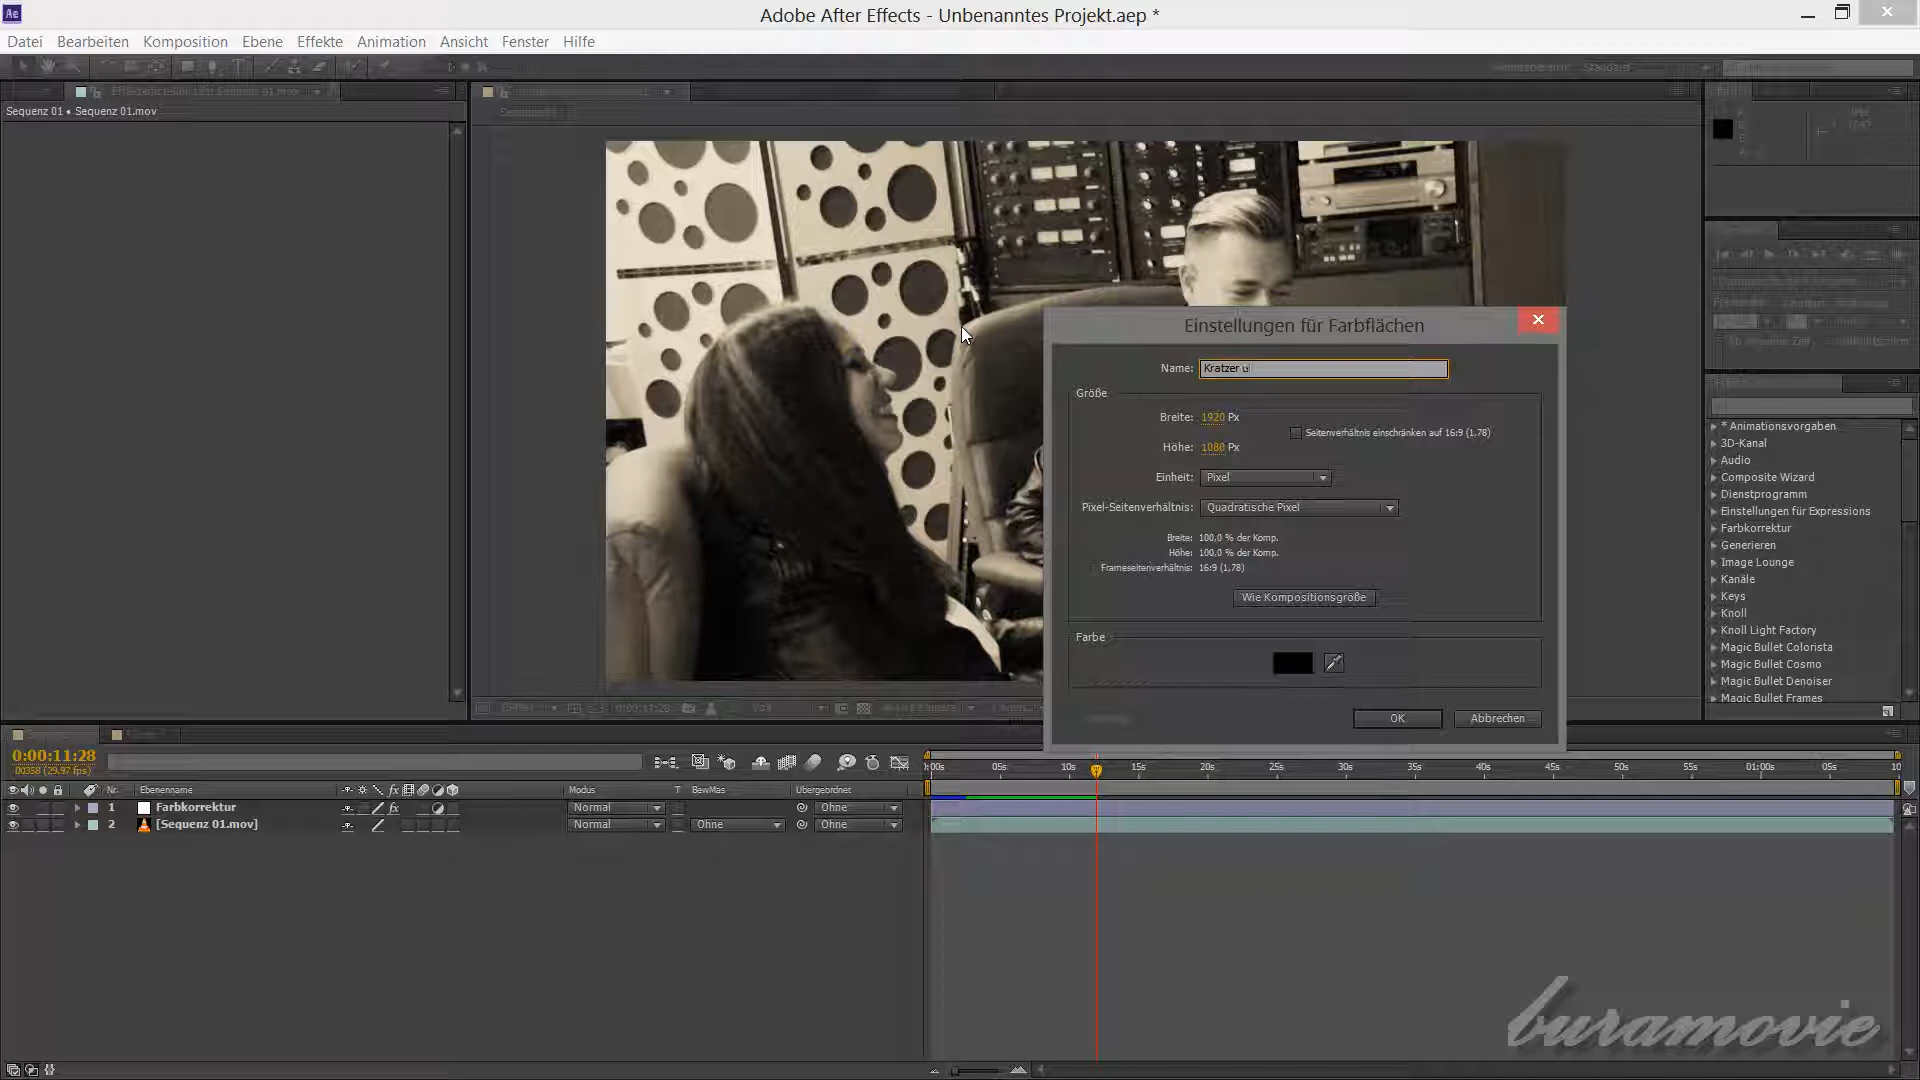 Ae
Adobe After Effects - Unbenanntes Projekt.aep *
Datei Bearbeiten Komposition Ebene Effekte Animation Ansicht Fenster Hilfe
Sequenz 01 • Sequenz 01.mov
Einstellungen für Farbflächen
Name: Kratzer u
Größe
Breite: 1920 Px
Seitenverhältnis einschränken auf 16:9 (1,78)
Höhe: 1080 Px
Einheit: Pixel
Pixel-Seitenverhältnis: Quadratische Pixel
Breite: 100,0 % der Komp.
Höhe: 100,0 % der Komp.
Frameseitenverhältnis: 16:9 (1,78)
Wie Kompositionsgröße
Farbe
OK Abbrechen
* Animationsvorgaben
3D-Kanal
Audio
Composite Wizard
Dienstprogramm
Einstellungen für Expressions
Farbkorrektur
Generieren
Image Lounge
Kanäle
Keys
Knoll
Knoll Light Factory
Magic Bullet Colorista
Magic Bullet Cosmo
Magic Bullet Denoiser
Magic Bullet Frames
0:00:11:28
00358 (29.97 fps)
Nr. Ebenenname fx Modus T BewMas Übergeordnet
1 Farbkorrektur fx Normal Ohne
2 [Sequenz 01.mov] Normal Ohne Ohne
):00s 05s 10s 15s 20s 25s 30s 35s 40s 45s 50s 55s 01:00s 05s 10
buramovie